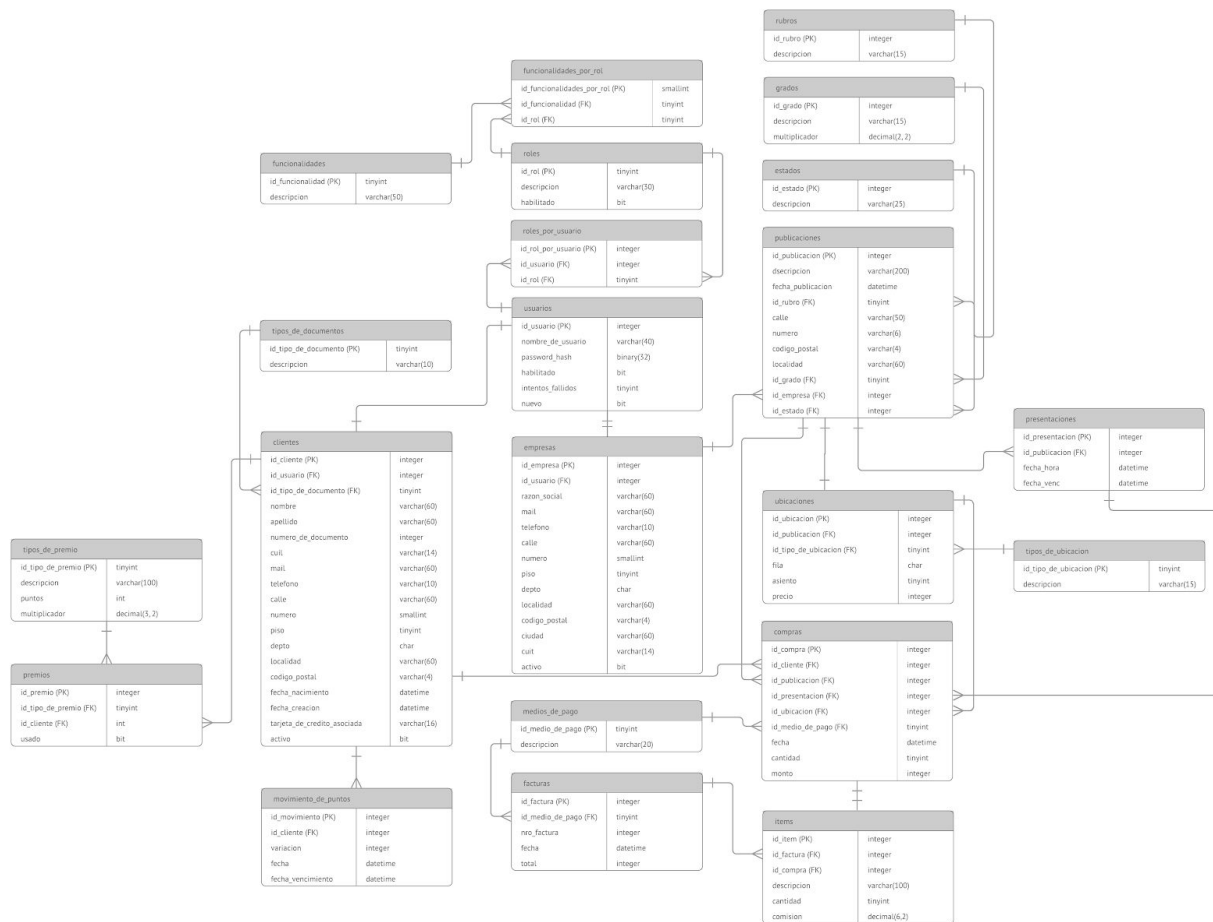 rubros
id_rubro (PK) integer
descripcion varchar(15)
funcionalidades_por_rol
id_funcionalidades_por_rol (PK) smallint
id_funcionalidad (FK) tinyint
id_rol (FK) tinyint
grados
id_grado (PK) integer
descripcion varchar(15)
multiplicador decimal(2,2)
funcionalidades
id_funcionalidad (PK) tinyint
descripcion varchar(50)
roles
id_rol (PK) tinyint
descripcion varchar(30)
habilitado bit
estados
id_estado (PK) integer
descripcion varchar(25)
roles_por_usuario
id_rol_por_usuario (PK) integer
id_usuario (FK) integer
id_rol (FK) tinyint
publicaciones
id_publicacion (PK) integer
dsecripcion varchar(200)
fecha_publicacion datetime
id_rubro (FK) tinyint
calle varchar(50)
numero varchar(6)
codigo_postal varchar(4)
localidad varchar(60)
id_grado (FK) tinyint
id_empresa (FK) integer
id_estado (FK) integer
usuarios
id_usuario (PK) integer
nombre_de_usuario varchar(40)
password_hash binary(32)
habilitado bit
intentos_fallidos tinyint
nuevo bit
tipos_de_documentos
id_tipo_de_documento (PK) tinyint
descripcion varchar(10)
clientes
id_cliente (PK) integer
id_usuario (FK) integer
id_tipo_de_documento (FK) tinyint
nombre varchar(60)
apellido varchar(60)
numero_de_documento integer
cuil varchar(14)
mail varchar(60)
telefono varchar(10)
calle varchar(60)
numero smallint
piso tinyint
depto char
localidad varchar(60)
codigo_postal varchar(4)
fecha_nacimiento datetime
fecha_creacion datetime
tarjeta_de_credito_asociada varchar(16)
activo bit
empresas
id_empresa (PK) integer
id_usuario (FK) integer
razon_social varchar(60)
mail varchar(60)
telefono varchar(10)
calle varchar(60)
numero smallint
piso tinyint
depto char
localidad varchar(60)
codigo_postal varchar(4)
ciudad varchar(60)
cuit varchar(14)
activo bit
presentaciones
id_presentacion (PK) integer
id_publicacion (FK) integer
fecha_hora datetime
fecha_venc datetime
ubicaciones
id_ubicacion (PK) integer
id_publicacion (FK) integer
id_tipo_de_ubicacion (FK) tinyint
fila char
asiento tinyint
precio integer
tipos_de_ubicacion
id_tipo_de_ubicacion (PK) tinyint
descripcion varchar(15)
tipos_de_premio
id_tipo_de_premio (PK) tinyint
descripcion varchar(100)
puntos int
multiplicador decimal(3,2)
premios
id_premio (PK) integer
id_tipo_de_premio (FK) tinyint
id_cliente (FK) int
usado bit
compras
id_compra (PK) integer
id_cliente (FK) integer
id_publicacion (FK) integer
id_presentacion (FK) integer
id_ubicacion (FK) integer
id_medio_de_pago (FK) tinyint
fecha datetime
cantidad tinyint
monto integer
medios_de_pago
id_medio_de_pago (PK) tinyint
descripcion varchar(20)
facturas
id_factura (PK) integer
id_medio_de_pago (FK) tinyint
nro_factura integer
fecha datetime
total integer
movimiento_de_puntos
id_movimiento (PK) integer
id_cliente (FK) integer
variacion integer
fecha datetime
fecha_vencimiento datetime
items
id_item (PK) integer
id_factura (FK) integer
id_compra (FK) integer
descripcion varchar(100)
cantidad tinyint
comision decimal(6,2)